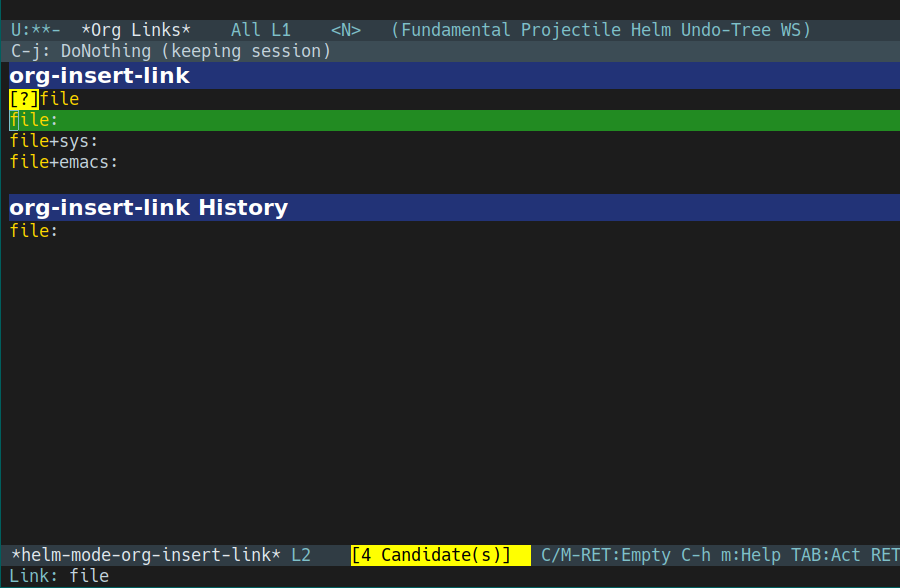 U:**-  *Org Links*    All L1    <N>   (Fundamental Projectile Helm Undo-Tree WS)
C-j: DoNothing (keeping session)
org-insert-link
[?]file
file:
file+sys:
file+emacs:
org-insert-link History
file:
*helm-mode-org-insert-link* L2    [4 Candidate(s)]   C/M-RET:Empty C-h m:Help TAB:Act RET
Link: file